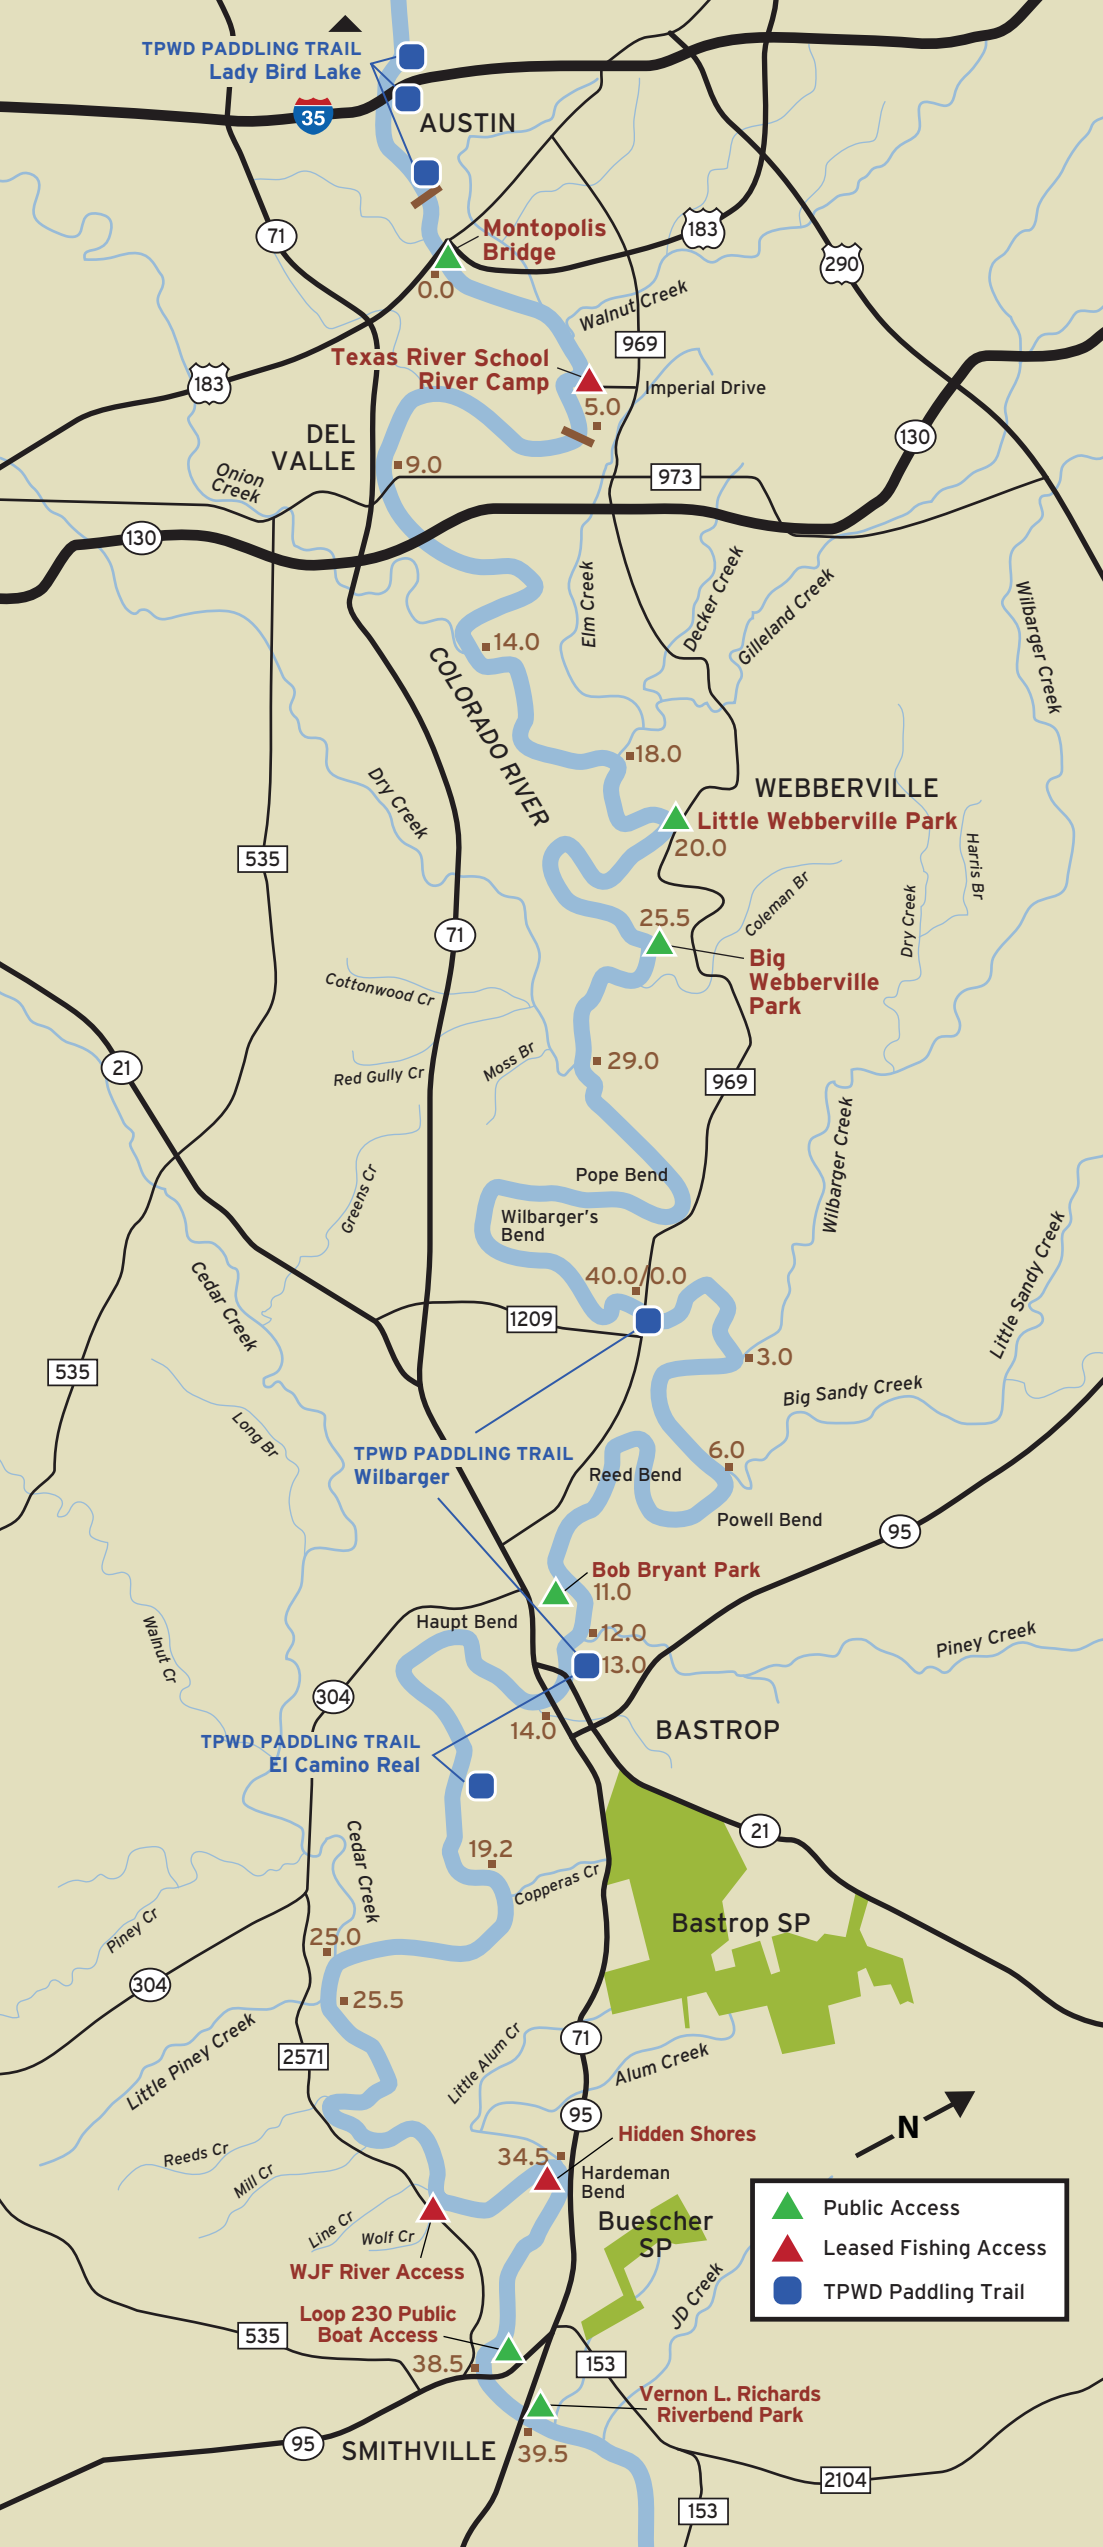 TPWD PADDLING TRAIL
Lady Bird Lake
35
AUSTIN
71
Montopolis
Bridge
183
290
0.0
Walnut Creek
969
Texas River School
River Camp
183
Imperial Drive
5.0
DEL
VALLE
130
9.0
973
Onion
Creek
130
Elm Creek
Decker Creek
Gilleland Creek
Wilbarger Creek
14.0
COLORADO RIVER
18.0
Dry Creek
WEBBERVILLE
Little Webberville Park
20.0
Harris Br
535
Coleman Br
Dry Creek
25.5
71
Big
Webberville
Park
Cottonwood Cr
21
Moss Br
29.0
Red Gully Cr
969
Wilbarger Creek
Pope Bend
Greens Cr
Wilbarger's
Bend
Little Sandy Creek
Cedar Creek
40.0/0.0
1209
3.0
535
Big Sandy Creek
Long Br
TPWD PADDLING TRAIL
Wilbarger
6.0
Reed Bend
Powell Bend
95
Bob Bryant Park
11.0
Haupt Bend
12.0
Walnut Cr
Piney Creek
13.0
304
14.0
BASTROP
TPWD PADDLING TRAIL
El Camino Real
21
19.2
Cedar Creek
Copperas Cr
Piney Cr
Bastrop SP
25.0
304
25.5
Little Piney Creek
71
2571
Little Alum Cr
Alum Creek
95
N
Hidden Shores
34.5
Reeds Cr
Hardeman
Bend
Mill Cr
Public Access
Line Cr
Wolf Cr
Buescher
SP
Leased Fishing Access
WJF River Access
TPWD Paddling Trail
JD Creek
Loop 230 Public
Boat Access
535
38.5
153
Vernon L. Richards
Riverbend Park
95
SMITHVILLE
39.5
2104
153